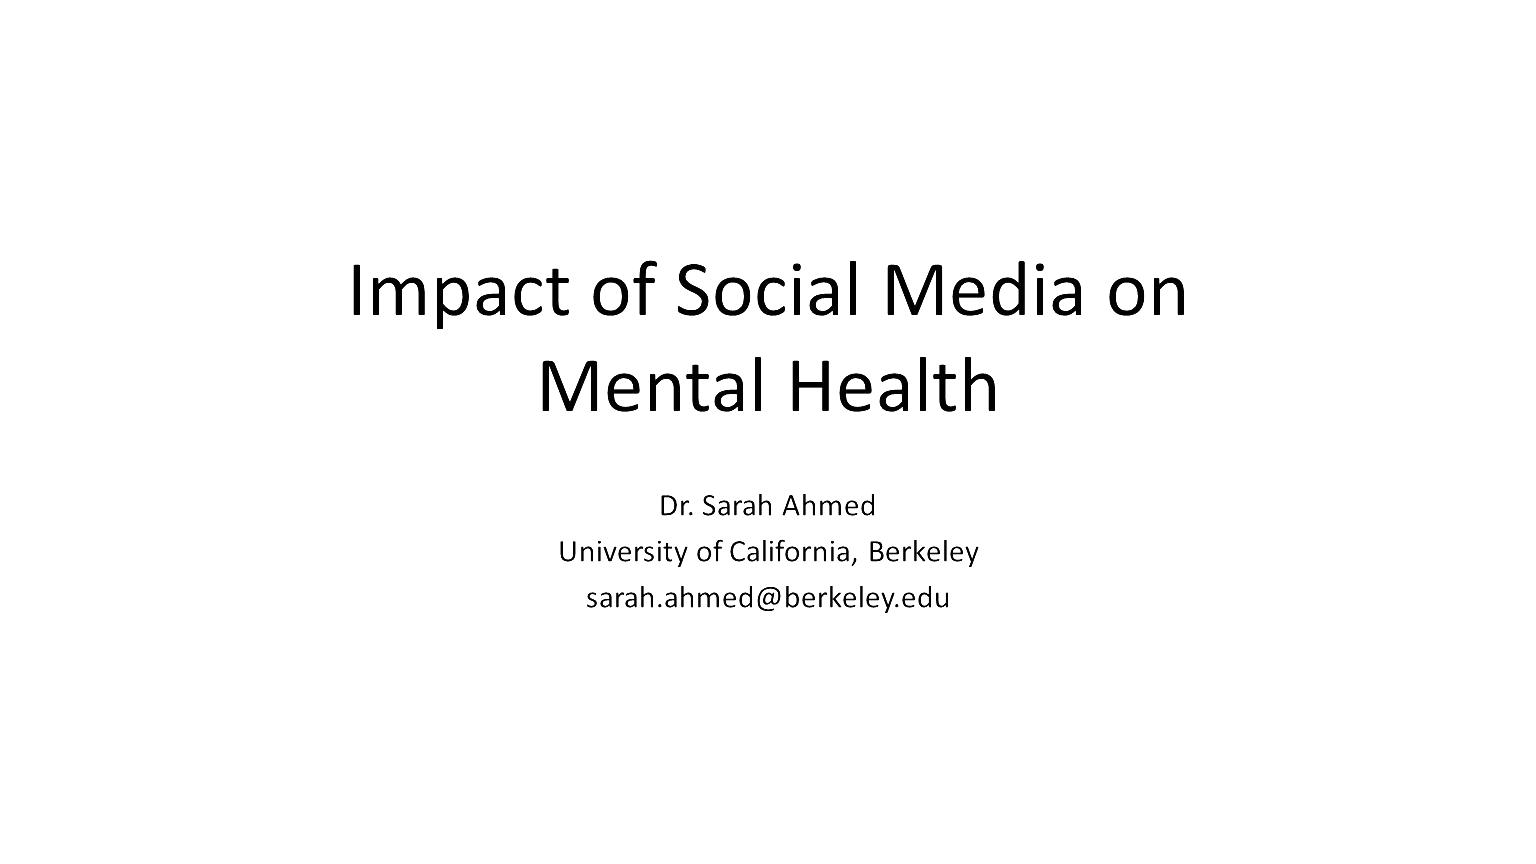 Impact of Social Media on
Mental Health
Dr. Sarah Ahmed
University of California, Berkeley
sarah.ahmed@berkeley.edu